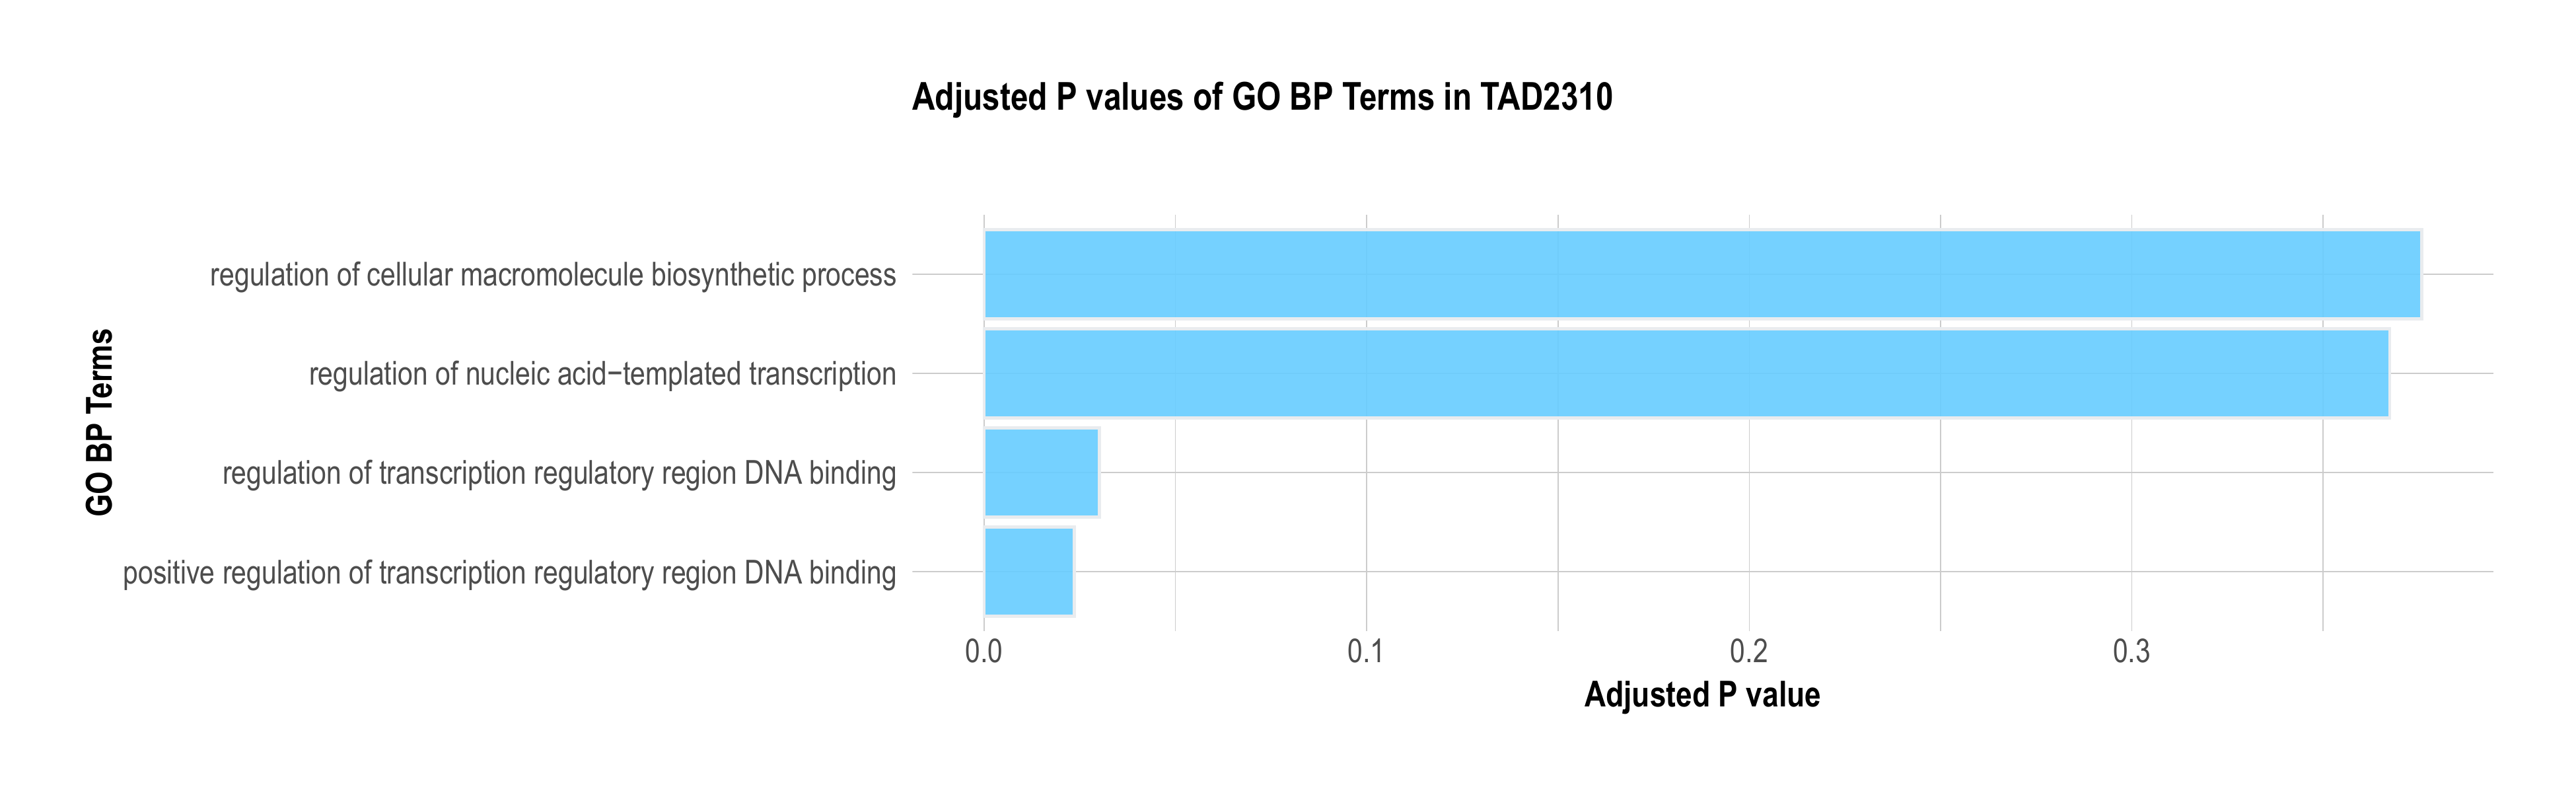 Adjusted P values of GO BP Terms in TAD2310
GO BP Terms
regulation of cellular macromolecule biosynthetic process
regulation of nucleic acid−templated transcription
regulation of transcription regulatory region DNA binding
positive regulation of transcription regulatory region DNA binding
0.0 0.1 0.2 0.3
Adjusted P value